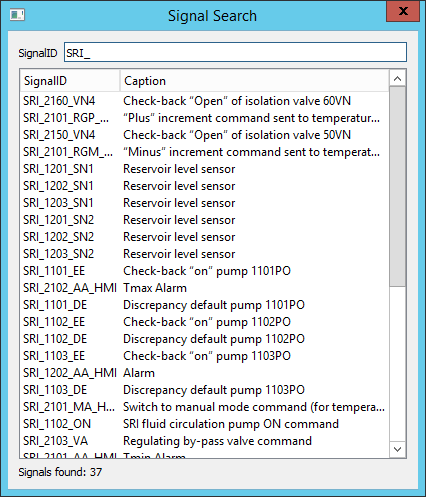 Signal Search
SignalID SRI_
SignalID Caption
SRI_2160_VN4 Check-back “Open” of isolation valve 60VN
SRI_2101_RGP_... “Plus” increment command sent to temperatur...
SRI_2150_VN4 Check-back “Open” of isolation valve 50VN
SRI_2101_RGM_... “Minus” increment command sent to temperat...
SRI_1201_SN1 Reservoir level sensor
SRI_1202_SN1 Reservoir level sensor
SRI_1203_SN1 Reservoir level sensor
SRI_1201_SN2 Reservoir level sensor
SRI_1202_SN2 Reservoir level sensor
SRI_1203_SN2 Reservoir level sensor
SRI_1101_EE Check-back “on” pump 1101PO
SRI_2102_AA_HMI Tmax Alarm
SRI_1101_DE Discrepancy default pump 1101PO
SRI_1102_EE Check-back “on” pump 1102PO
SRI_1102_DE Discrepancy default pump 1102PO
SRI_1103_EE Check-back “on” pump 1103PO
SRI_1202_AA_HMI Alarm
SRI_1103_DE Discrepancy default pump 1103PO
SRI_2101_MA_H... Switch to manual mode command (for tempera...
SRI_1102_ON SRI fluid circulation pump ON command
SRI_2103_VA Regulating by-pass valve command
SRI_2101_AA_HMI Tmin Alarm
Signals found: 37